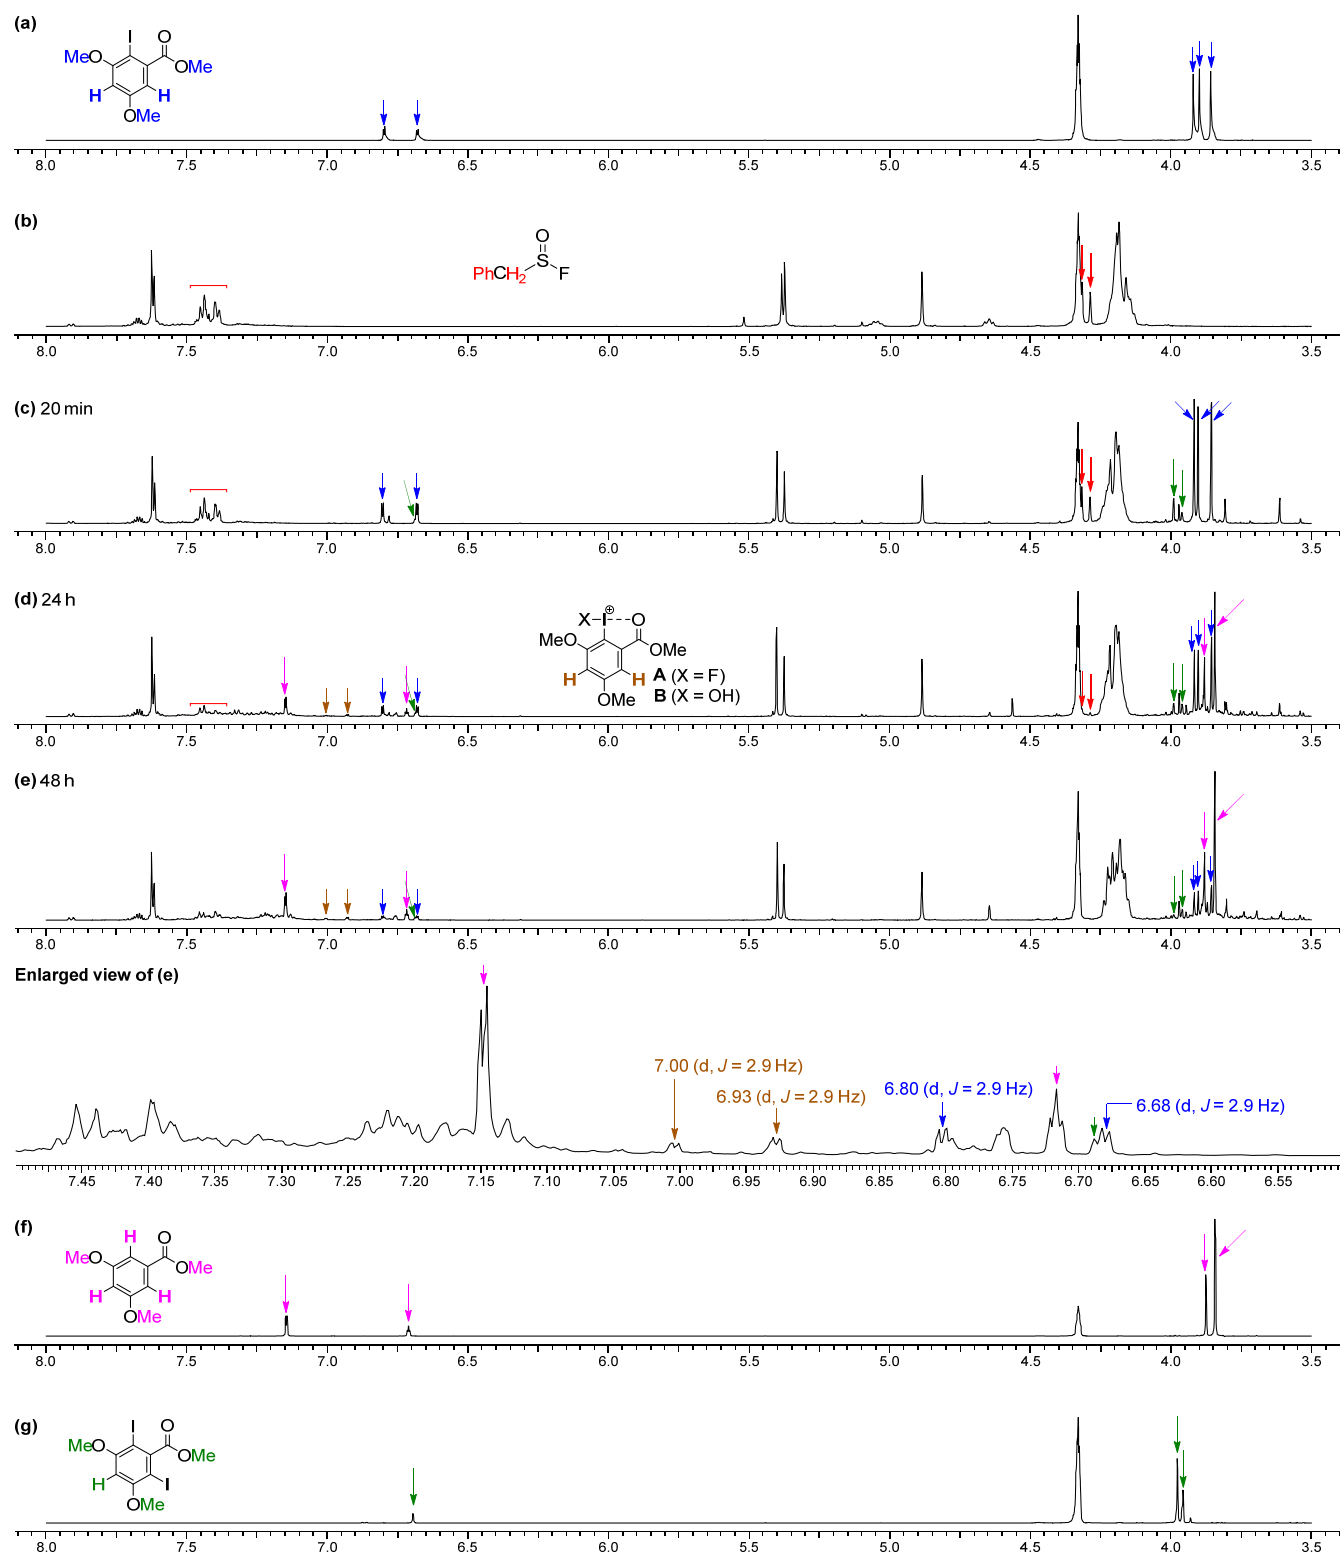 (a)
I
O
MeO
OMe
H
H
OMe
8.0 7.5 7.0 6.5 6.0 5.5 5.0 4.5 4.0 3.5
(b)
O
S
PhCH2
F
8.0 7.5 7.0 6.5 6.0 5.5 5.0 4.5 4.0 3.5
(c) 20 min
8.0 7.5 7.0 6.5 6.0 5.5 5.0 4.5 4.0 3.5
(d) 24 h
X–I⊕---O
MeO
OMe
H
H
A (X = F)
OMe
B (X = OH)
8.0 7.5 7.0 6.5 6.0 5.5 5.0 4.5 4.0 3.5
(e) 48 h
8.0 7.5 7.0 6.5 6.0 5.5 5.0 4.5 4.0 3.5
Enlarged view of (e)
7.00 (d, J = 2.9 Hz)
6.93 (d, J = 2.9 Hz)
6.80 (d, J = 2.9 Hz)
6.68 (d, J = 2.9 Hz)
7.45 7.40 7.35 7.30 7.25 7.20 7.15 7.10 7.05 7.00 6.95 6.90 6.85 6.80 6.75 6.70 6.65 6.60 6.55
(f)
H
O
MeO
OMe
H
H
OMe
8.0 7.5 7.0 6.5 6.0 5.5 5.0 4.5 4.0 3.5
(g)
I
O
MeO
OMe
H
I
OMe
8.0 7.5 7.0 6.5 6.0 5.5 5.0 4.5 4.0 3.5